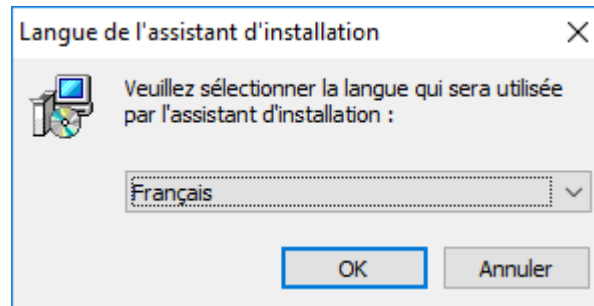 Langue de l'assistant d'installation
Veuillez sélectionner la langue qui sera utilisée
par l'assistant d'installation :
Français
OK Annuler